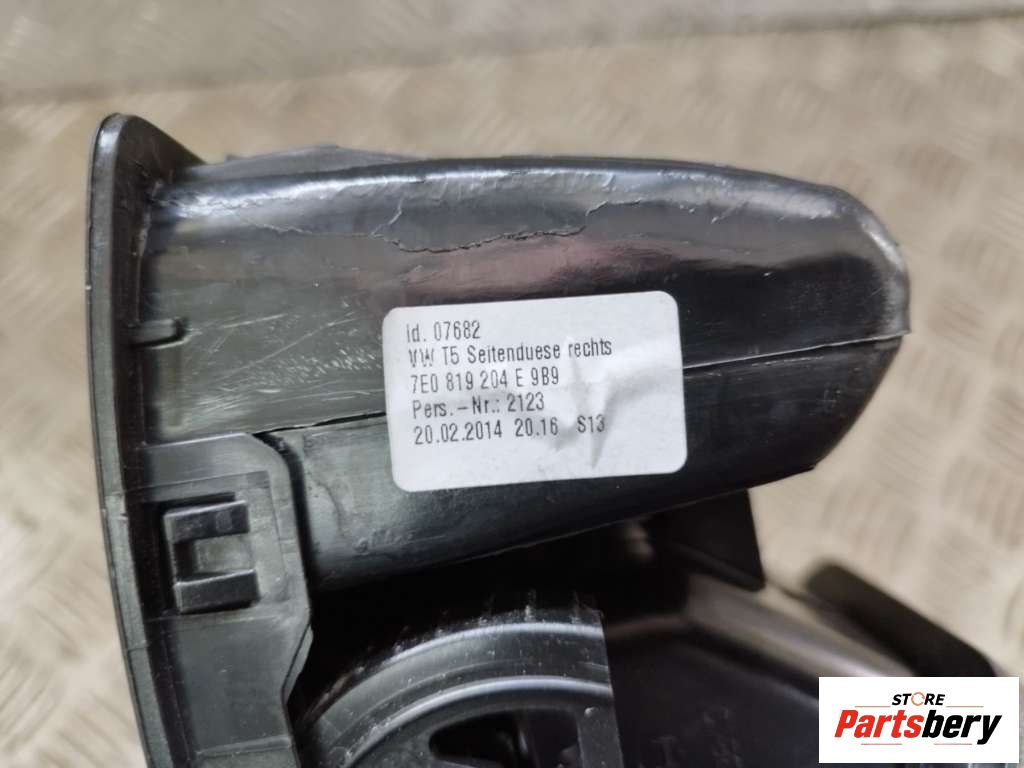 Id. 07682
VW T5 Seitenduese rechts
7E0 819 204 E 9B9
Pers.-Nr.: 2123
20.02.2014 20.16 S13
STORE
Partsbery